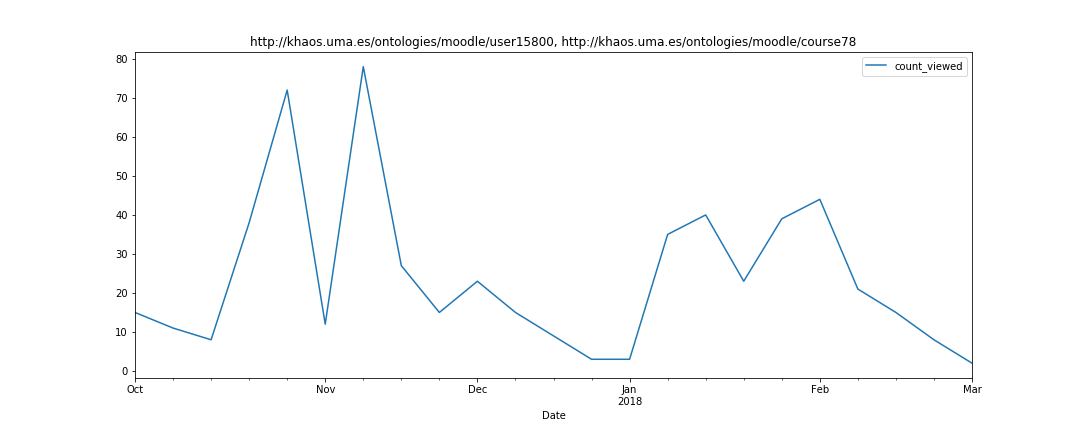 http://khaos.uma.es/ontologies/moodle/user15800, http://khaos.uma.es/ontologies/moodle/course78
count_viewed
80
70
60
50
40
30
20
10
0
Oct Nov Dec Jan Feb Mar
2018
Date